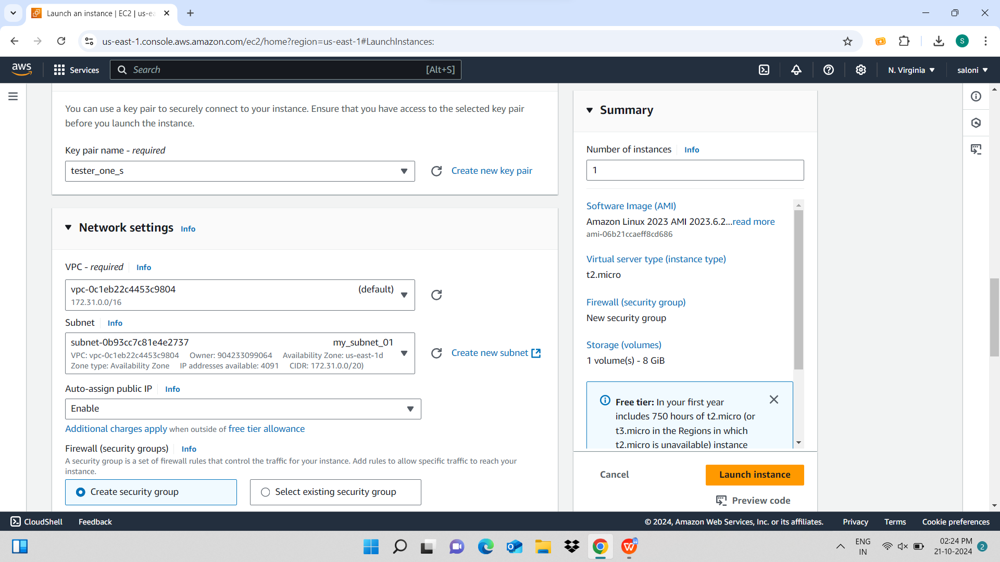 Launch an instance | EC2 | us-ea
us-east-1.console.aws.amazon.com/ec2/home?region=us-east-1#LaunchInstances:
S
aws
Services
Search
[Alt+S]
N. Virginia
saloni
You can use a key pair to securely connect to your instance. Ensure that you have access to the selected key pair
before you launch the instance.
Key pair name - required
tester_one_s
Create new key pair
Network settings Info
VPC - required Info
vpc-0c1eb22c4453c9804 (default)
172.31.0.0/16
Subnet Info
subnet-0b93cc7c81e4e2737 my_subnet_01
VPC: vpc-0c1eb22c4453c9804 Owner: 904233099064 Availability Zone: us-east-1d
Zone type: Availability Zone IP addresses available: 4091 CIDR: 172.31.0.0/20)
Create new subnet
Auto-assign public IP Info
Enable
Additional charges apply when outside of free tier allowance
Firewall (security groups) Info
A security group is a set of firewall rules that control the traffic for your instance. Add rules to allow specific traffic to reach your
instance.
Create security group
Select existing security group
Summary
Number of instances Info
1
Software Image (AMI)
Amazon Linux 2023 AMI 2023.6.2...read more
ami-06b21ccaeff8cd686
Virtual server type (instance type)
t2.micro
Firewall (security group)
New security group
Storage (volumes)
1 volume(s) - 8 GiB
Free tier: In your first year
includes 750 hours of t2.micro (or
t3.micro in the Regions in which
t2.micro is unavailable) instance
Cancel
Launch instance
Preview code
CloudShell
Feedback
© 2024, Amazon Web Services, Inc. or its affiliates.
Privacy
Terms
Cookie preferences
ENG
IN
02:24 PM
21-10-2024
2